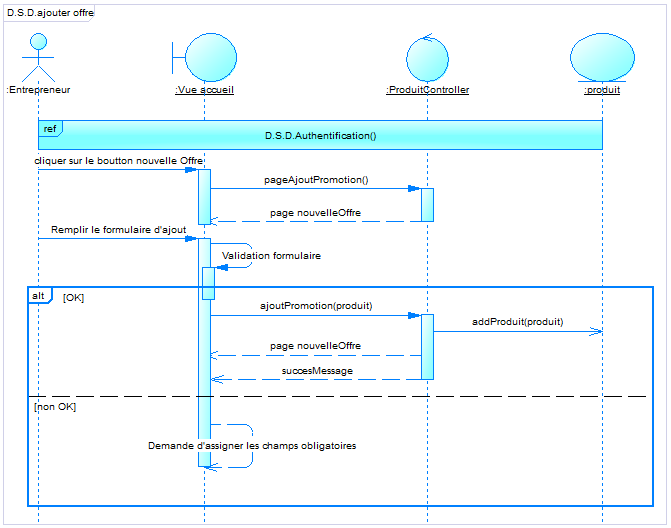 D.S.D.ajouter offre
:Entrepreneur
:Vue accueil
:ProduitController
:produit
ref
D.S.D.Authentification()
cliquer sur le boutton nouvelle Offre
pageAjoutPromotion()
page nouvelleOffre
Remplir le formulaire d'ajout
Validation formulaire
alt
[OK]
ajoutPromotion(produit)
addProduit(produit)
page nouvelleOffre
succesMessage
[non OK]
Demande d'assigner les champs obligatoires